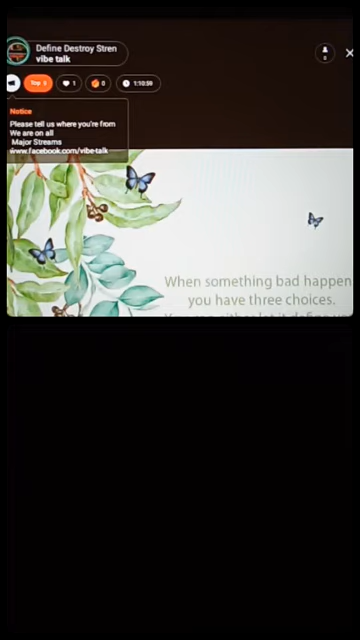 Define Destroy Stren
vibe talk
8
Top
1
0
1:10:59
Notice
Please tell us where you're from
We are on all
Major Streams
www.facebook.com/vibe-talk
When something bad happen
you have three choices.